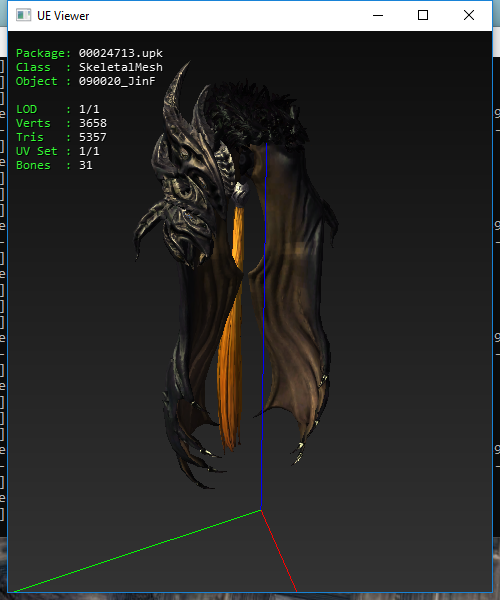 UE Viewer
Package: 00024713.upk
Class : SkeletalMesh
Object : 090020_JinF
LOD : 1/1
Verts : 3658
Tris : 5357
UV Set : 1/1
Bones : 31